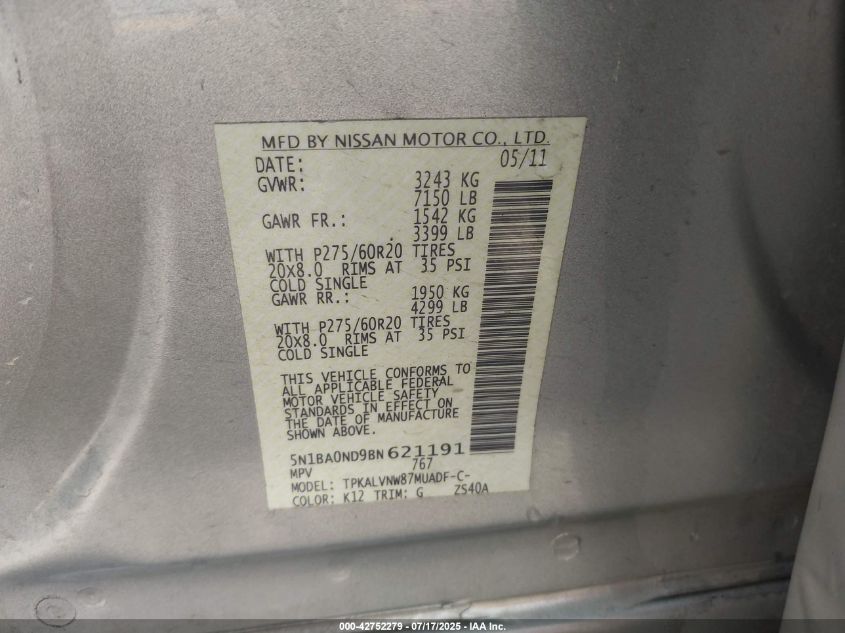 MFD BY NISSAN MOTOR CO., LTD.
DATE: 05/11
GVWR: 3243 KG
7150 LB
GAWR FR.: 1542 KG
3399 LB
WITH P275/60R20 TIRES
20X8.0 RIMS AT 35 PSI
COLD SINGLE
GAWR RR.: 1950 KG
4299 LB
WITH P275/60R20 TIRES
20X8.0 RIMS AT 35 PSI
COLD SINGLE
THIS VEHICLE CONFORMS TO
ALL APPLICABLE FEDERAL
MOTOR VEHICLE SAFETY
STANDARDS IN EFFECT ON
THE DATE OF MANUFACTURE
SHOWN ABOVE.
5N1BA0ND9BN 621191
MPV 767
MODEL: TPKALVNW87MUADF-C-
COLOR: K12 TRIM: G ZS40A
000-42752279 - 07/17/2025 - IAA Inc.